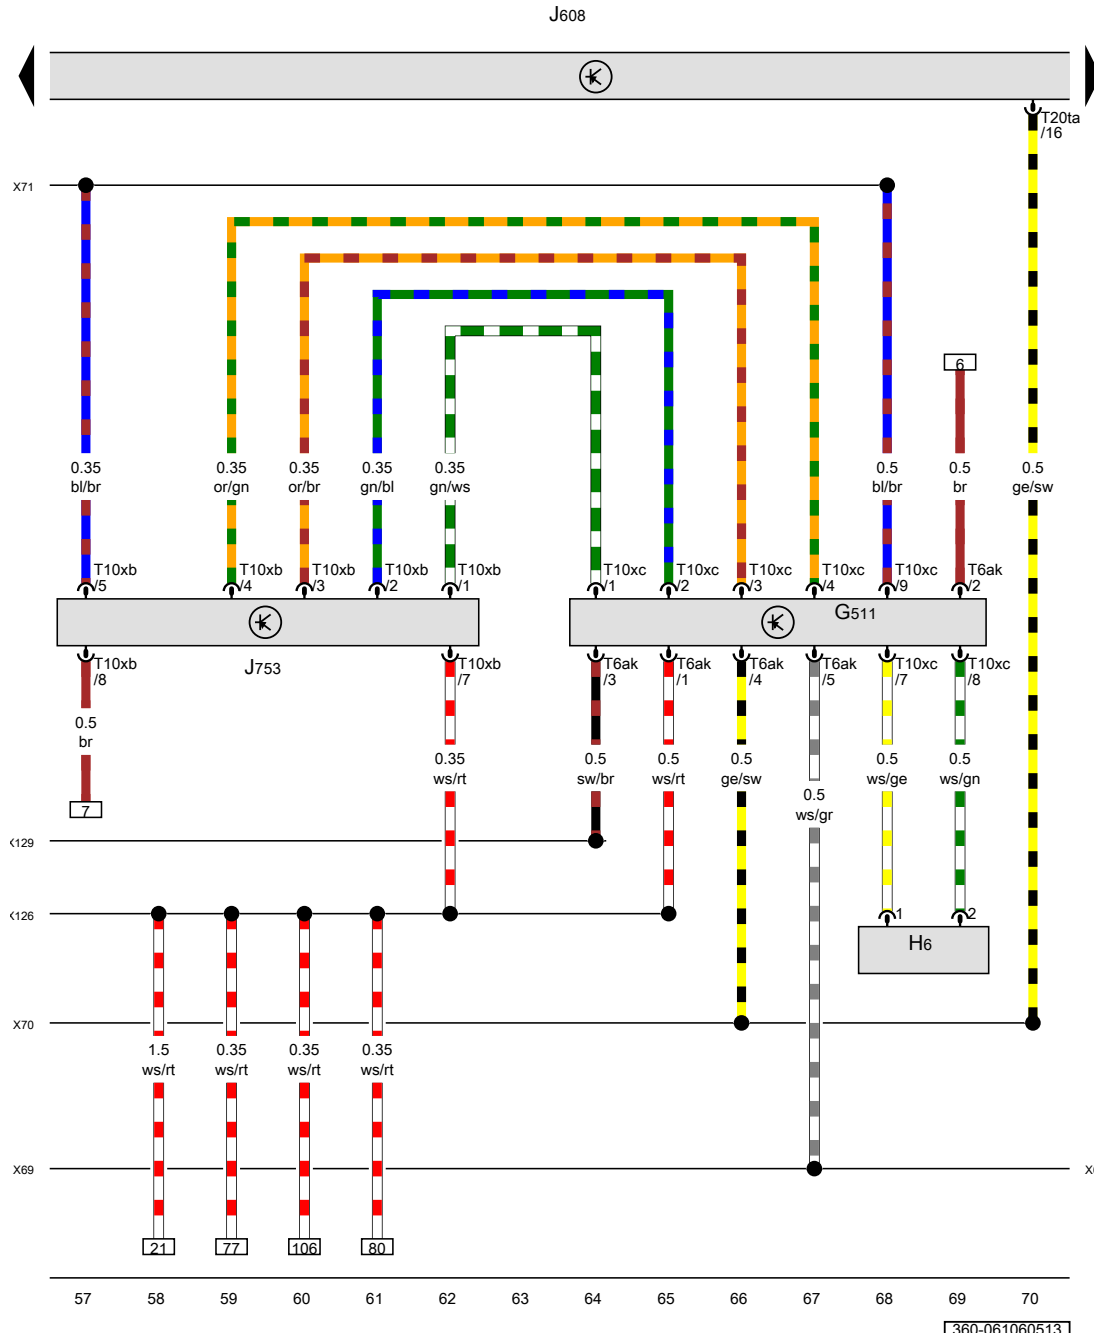 J608
T20ta
/16
X71
6
0.35 0.35 0.35 0.35 0.35 0.5 0.5 0.5
bl/br or/gn or/br gn/bl gn/ws bl/br br ge/sw
T10xb T10xb T10xb T10xb T10xb T10xc T10xc T10xc T10xc T10xc T6ak
/5 /4 /3 /2 /1 /1 /2 /3 /4 /9 /2
G511
J753
T10xb T10xb T6ak T6ak T6ak T6ak T10xc T10xc
/8 /7 /3 /1 /4 /5 /7 /8
0.5
br
0.35 0.5 0.5 0.5 0.5 0.5
ws/rt sw/br ws/rt ge/sw ws/ge ws/gn
0.5
ws/gr
7
129
126
1 2
H6
X70
1.5 0.35 0.35 0.35
ws/rt ws/rt ws/rt ws/rt
X69
21 77 106 80
57 58 59 60 61 62 63 64 65 66 67 68 69 70
360-061060513